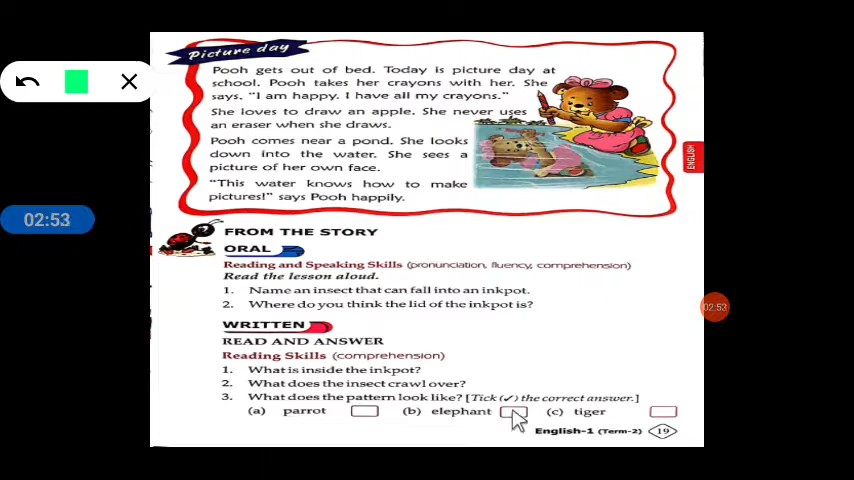 Picture day
Pooh gets out of bed. Today is picture day at
school. Pooh takes her crayons with her. She
says, "I am happy. I have all my crayons."
She loves to draw an apple. She never uses
an eraser when she draws.
Pooh comes near a pond. She looks
down into the water. She sees a
picture of her own face.
"This water knows how to make
pictures!" says Pooh happily.
ENGLISH
02:53
02:53
FROM THE STORY
ORAL
Reading and Speaking Skills (pronunciation, fluency, comprehension)
Read the lesson aloud.
1. Name an insect that can fall into an inkpot.
2. Where do you think the lid of the inkpot is?
WRITTEN
READ AND ANSWER
Reading Skills (comprehension)
1. What is inside the inkpot?
2. What does the insect crawl over?
3. What does the pattern look like? [Tick (✓) the correct answer.]
(a) parrot (b) elephant (c) tiger
English-1 (Term-2) 19